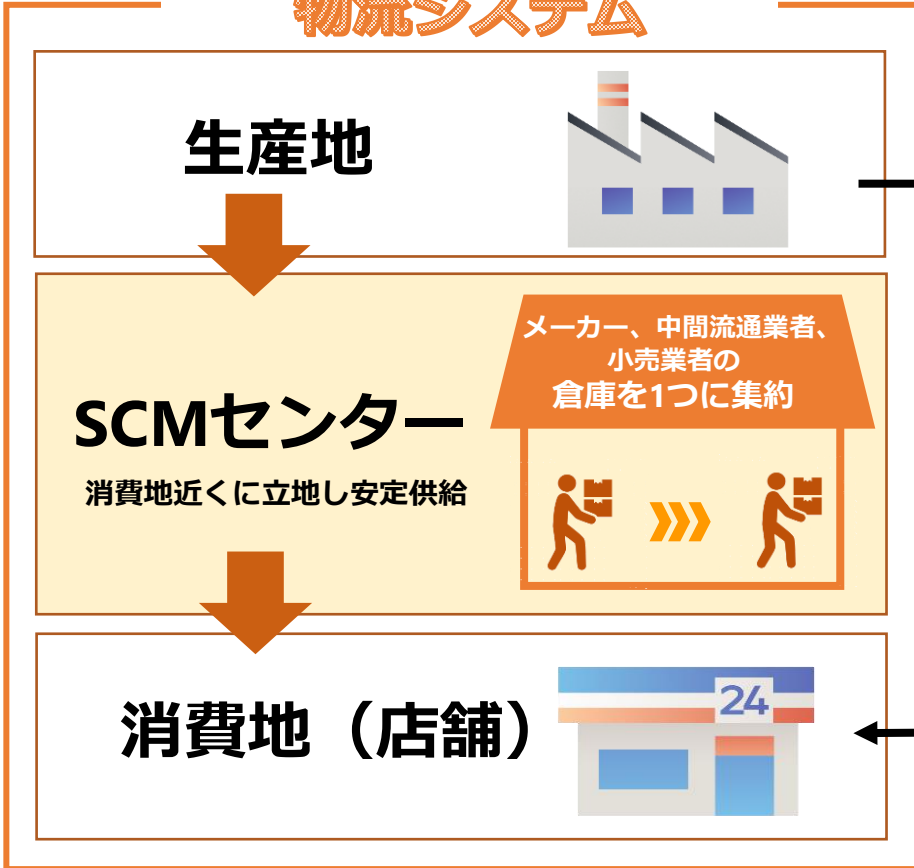 物流システム
生産地
メーカー、中間流通業者、
小売業者の
倉庫を1つに集約
SCMセンター
消費地近くに立地し安定供給
消費地（店舗）
24